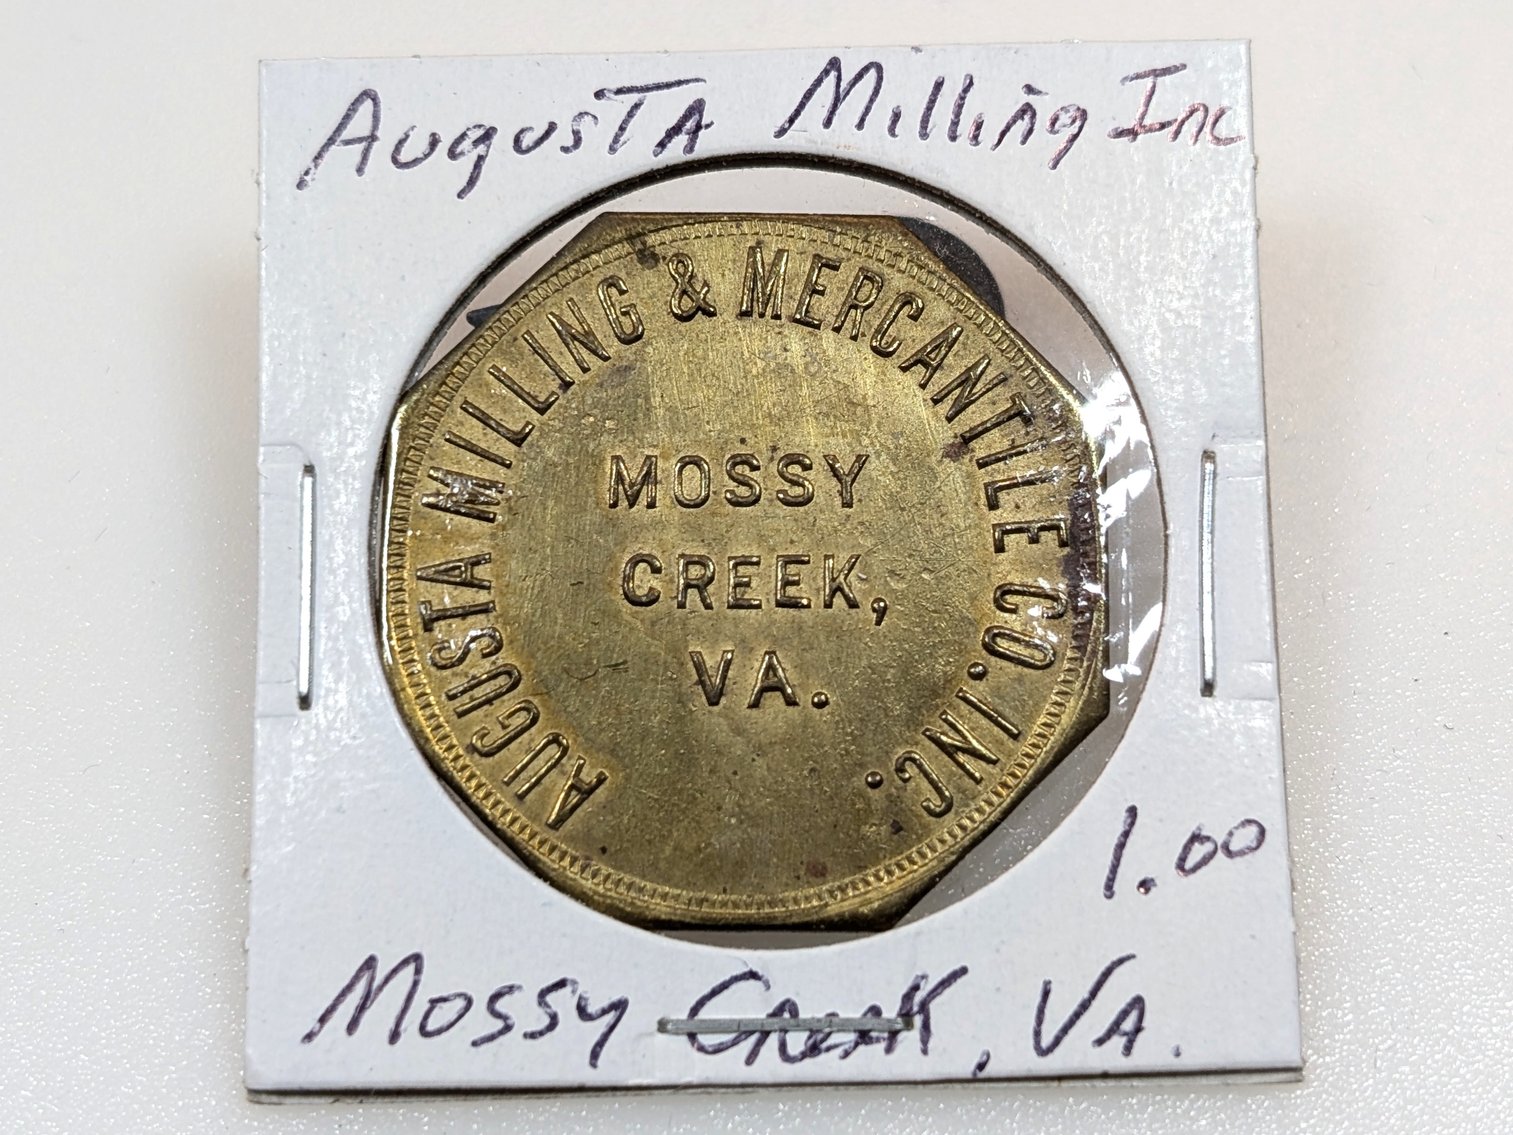 Augusta Milling Inc
AUGUSTA MILLING & MERCANTILE CO. INC.
MOSSY
CREEK,
VA.
1.00
Mossy Creek, VA.